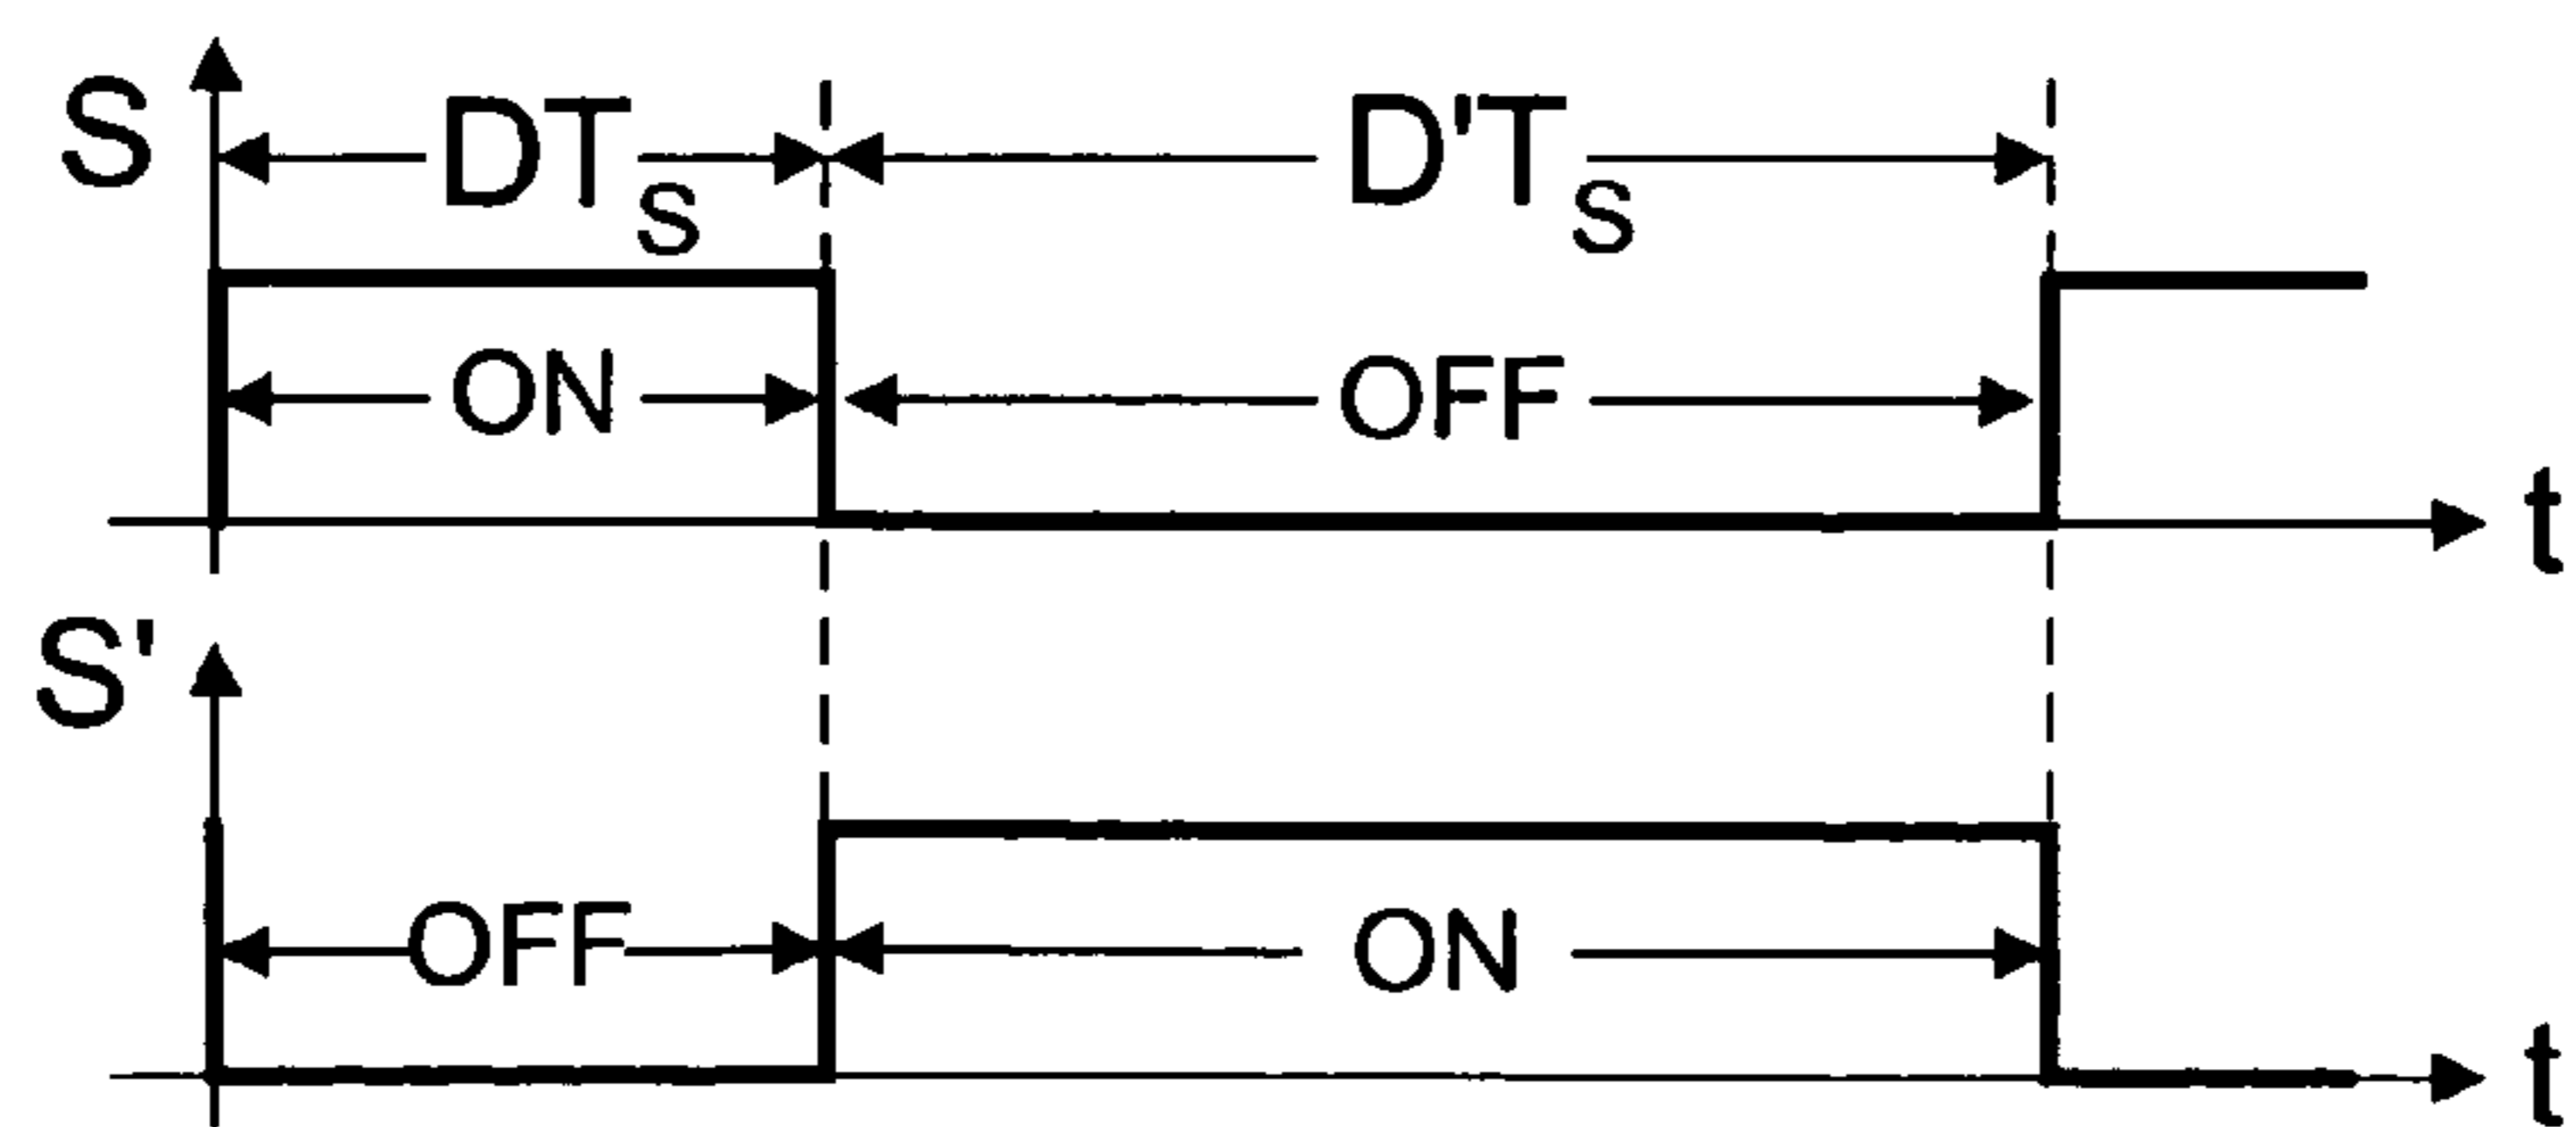 S DT_S D'T_S
ON OFF
t
S'
OFF ON
t